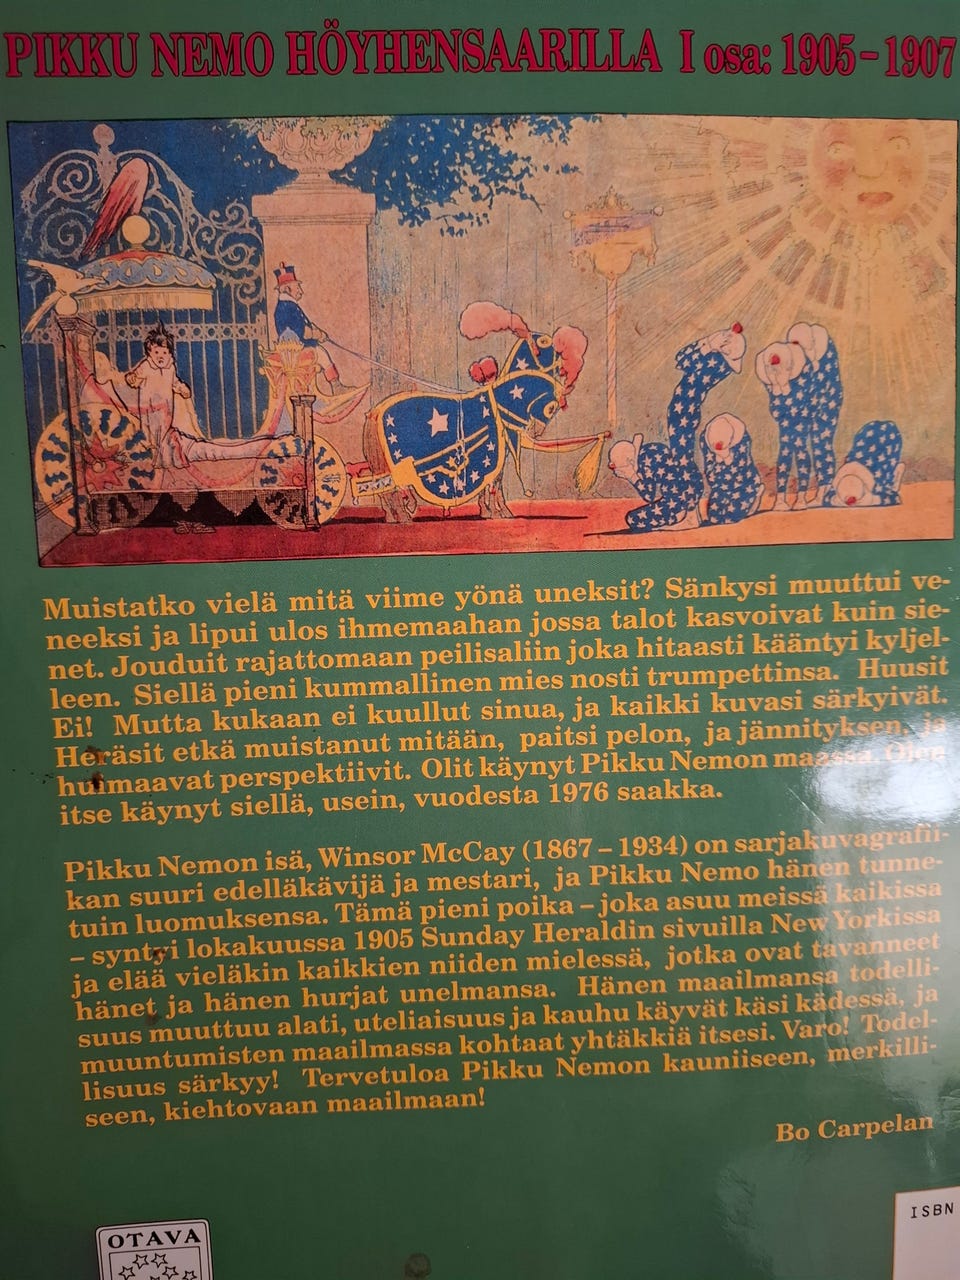 PIKKU NEMO HÖYHENSAARILLA I osa: 1905–1907
Muistatko vielä mitä viime yönä uneksit? Sänkysi muuttui ve-
neeksi ja lipui ulos ihmemaahan jossa talot kasvoivat kuin sie-
net. Jouduit rajattomaan peilisaliin joka hitaasti kääntyi kyljel-
leen. Siellä pieni kummallinen mies nosti trumpettinsa. Huusit
Ei! Mutta kukaan ei kuullut sinua, ja kaikki kuvasi särkyivät.
Heräsit etkä muistanut mitään, paitsi pelon, ja jännityksen, ja
huimaavat perspektiivit. Olit käynyt Pikku Nemon maassa. Olen
itse käynyt siellä, usein, vuodesta 1976 saakka.
Pikku Nemon isä, Winsor McCay (1867–1934) on sarjakuvagrafii-
kan suuri edelläkävijä ja mestari, ja Pikku Nemo hänen tunne-
tuin luomuksensa. Tämä pieni poika – joka asuu meissä kaikissa
– syntyi lokakuussa 1905 Sunday Heraldin sivuilla New Yorkissa
ja elää vieläkin kaikkien niiden mielessä, jotka ovat tavanneet
hänet ja hänen hurjat unelmansa. Hänen maailmansa todelli-
suus muuttuu alati, uteliaisuus ja kauhu käyvät käsi kädessä, ja
muuntumisten maailmassa kohtaat yhtäkkiä itsesi. Varo! Todel-
lisuus särkyy! Tervetuloa Pikku Nemon kauniiseen, merkilli-
seen, kiehtovaan maailmaan!
Bo Carpelan
ISBN
OTAVA